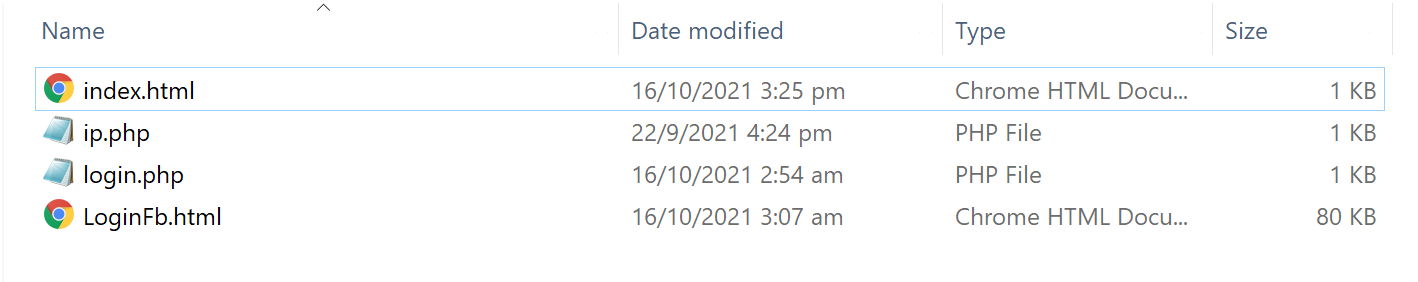 Name Date modified Type Size
index.html 16/10/2021 3:25 pm Chrome HTML Docu... 1 KB
ip.php 22/9/2021 4:24 pm PHP File 1 KB
login.php 16/10/2021 2:54 am PHP File 1 KB
LoginFb.html 16/10/2021 3:07 am Chrome HTML Docu... 80 KB